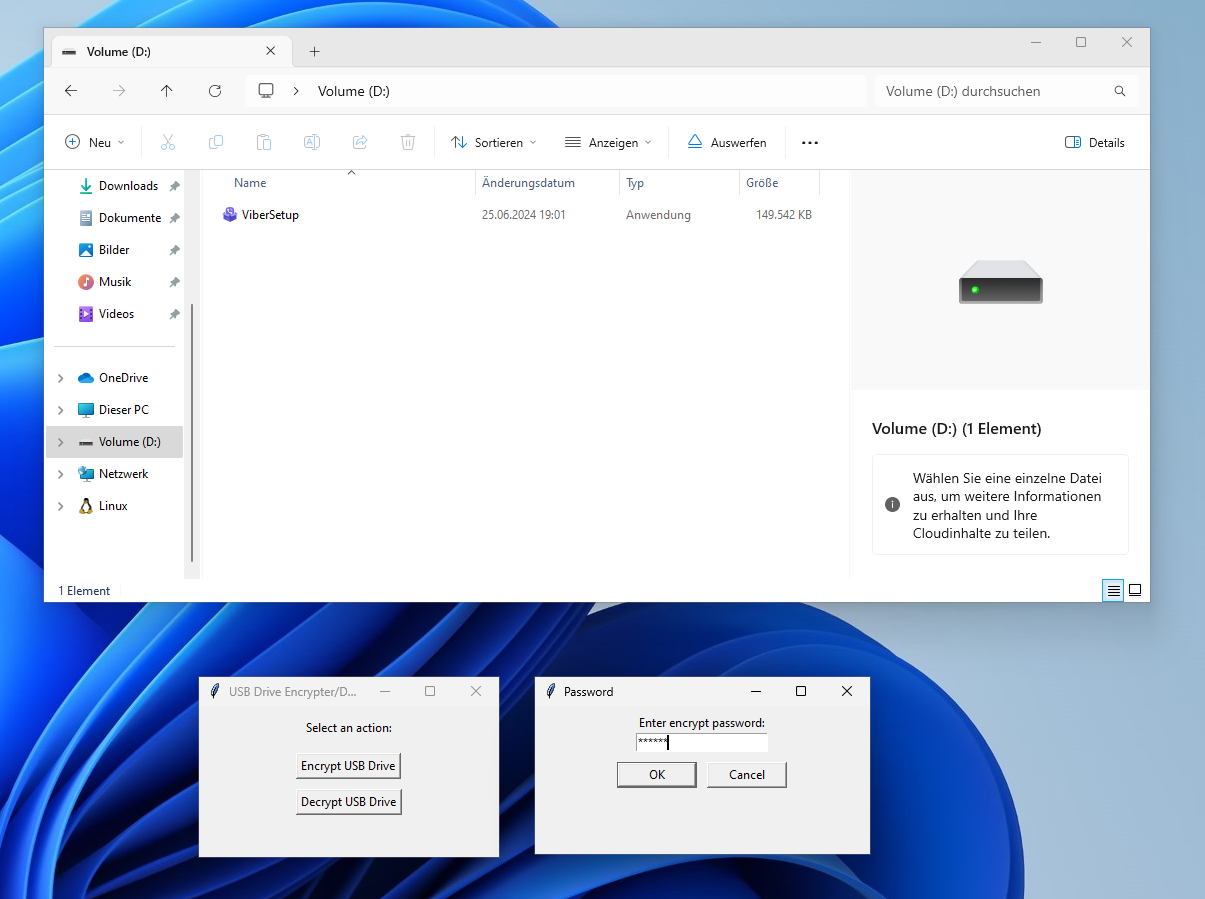 Volume (D:)
Volume (D:)
Volume (D:) durchsuchen
Neu
Sortieren
Anzeigen
Auswerfen
Details
Downloads
Dokumente
Bilder
Musik
Videos
OneDrive
Dieser PC
Volume (D:)
Netzwerk
Linux
Name Änderungsdatum Typ Größe
ViberSetup 25.06.2024 19:01 Anwendung 149.542 KB
Volume (D:) (1 Element)
Wählen Sie eine einzelne Datei
aus, um weitere Informationen
zu erhalten und Ihre
Cloudinhalte zu teilen.
1 Element
USB Drive Encrypter/D...
Select an action:
Encrypt USB Drive
Decrypt USB Drive
Password
Enter encrypt password:
******
OK Cancel